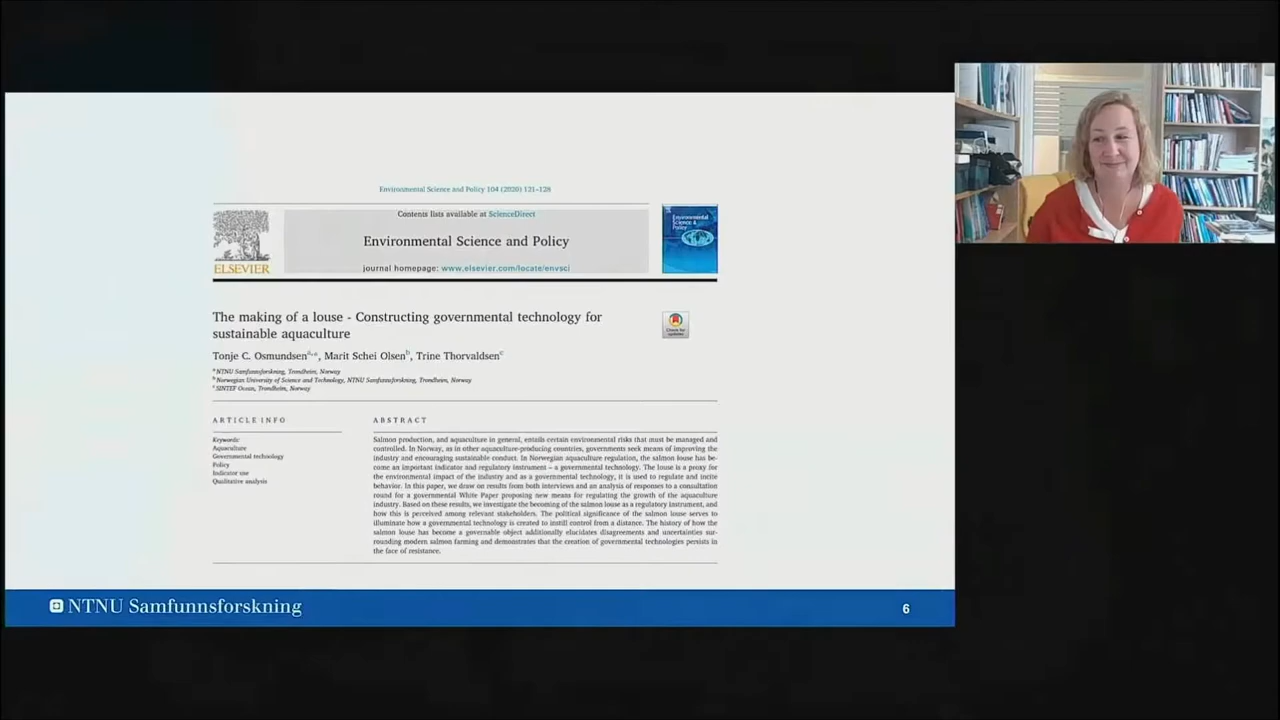 Environmental Science and Policy 104 (2020) 121–128
Contents lists available at ScienceDirect
Environmental Science and Policy
journal homepage: www.elsevier.com/locate/envsci
ELSEVIER
Environmental
Science &
Policy
The making of a louse - Constructing governmental technology for
sustainable aquaculture
Check for
updates
Tonje C. Osmundsenᵃ,*, Marit Schei Olsenᵇ, Trine Thorvaldsenᶜ
ᵃ NTNU Samfunnsforskning, Trondheim, Norway
ᵇ Norwegian University of Science and Technology, NTNU Samfunnsforskning, Trondheim, Norway
ᶜ SINTEF Ocean, Trondheim, Norway
ARTICLE INFO
Keywords:
Aquaculture
Governmental technology
Policy
Indicator use
Qualitative analysis
ABSTRACT
Salmon production, and aquaculture in general, entails certain environmental risks that must be managed and
controlled. In Norway, as in other aquaculture-producing countries, governments seek means of improving the
industry and encouraging sustainable conduct. In Norwegian aquaculture regulation, the salmon louse has be-
come an important indicator and regulatory instrument – a governmental technology. The louse is a proxy for
the environmental impact of the industry and as a governmental technology, it is used to regulate and incite
behavior. In this paper, we draw on results from both interviews and an analysis of responses to a consultation
round for a governmental White Paper proposing new means for regulating the growth of the aquaculture
industry. Based on these results, we investigate the becoming of the salmon louse as a regulatory instrument, and
how this is perceived among relevant stakeholders. The political significance of the salmon louse serves to
illuminate how a governmental technology is created to instill control from a distance. The history of how the
salmon louse has become a governable object additionally elucidates disagreements and uncertainties sur-
rounding modern salmon farming and demonstrates that the creation of governmental technologies persists in
the face of resistance.
NTNU Samfunnsforskning
6